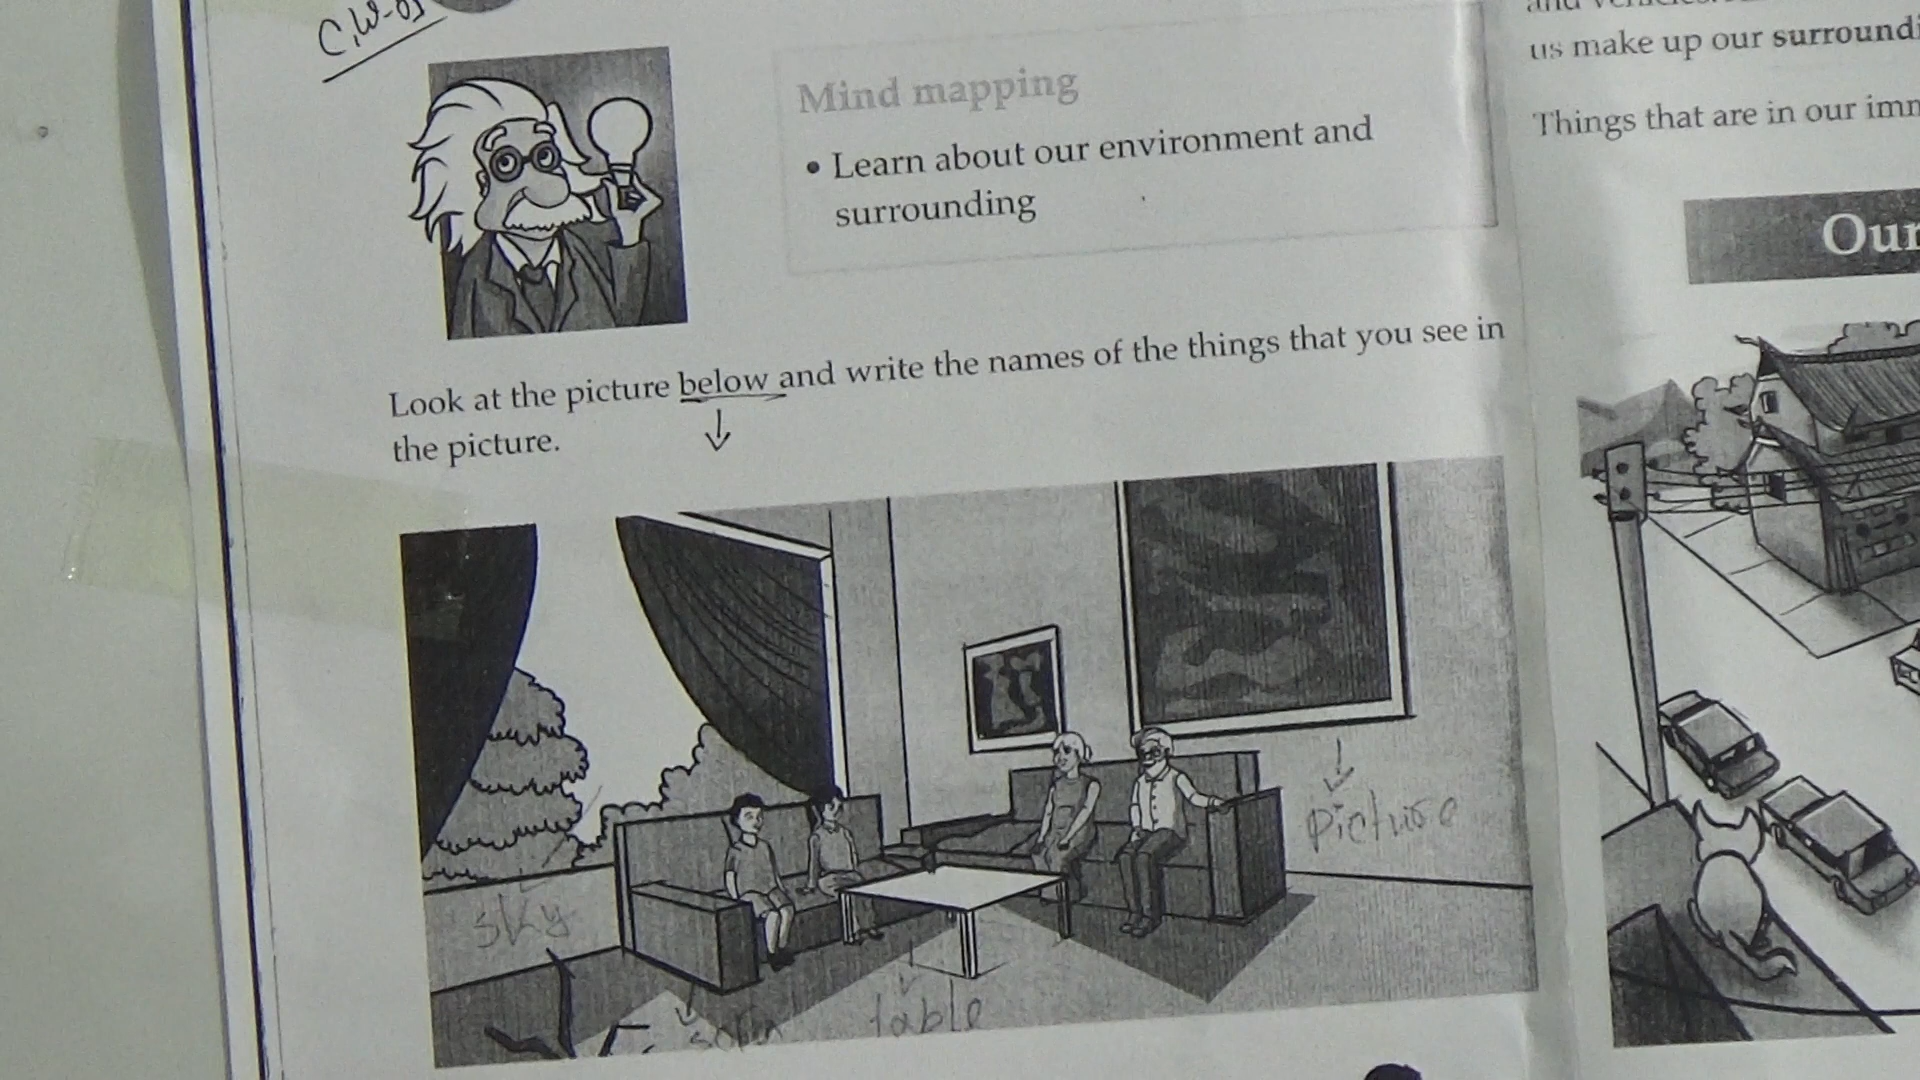 C.W-01
Mind mapping
• Learn about our environment and
surrounding
Look at the picture below and write the names of the things that you see in
the picture.
picture
sky
sofa
table
us make up our
Things that are in our
Our